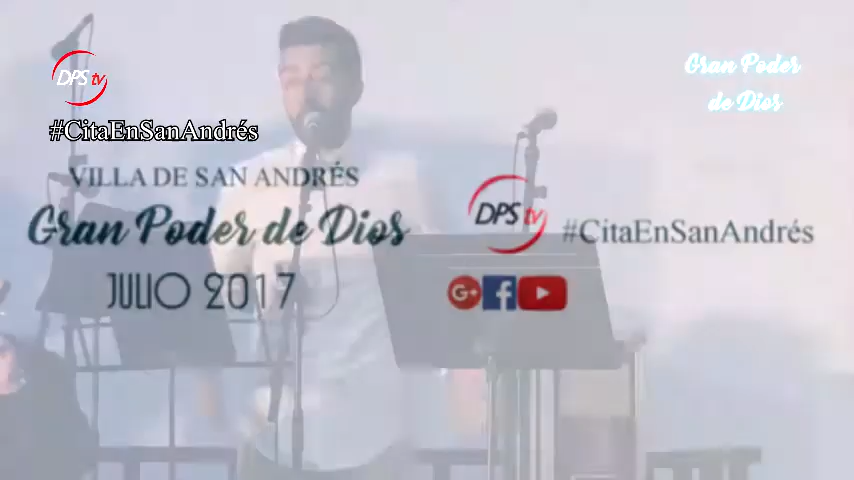 DPS tv
#CitaEnSanAndrés
Gran Poder
de Dios
VILLA DE SAN ANDRÉS
Gran Poder de Dios
JULIO 2017
DPS tv
#CitaEnSanAndrés
G+ f